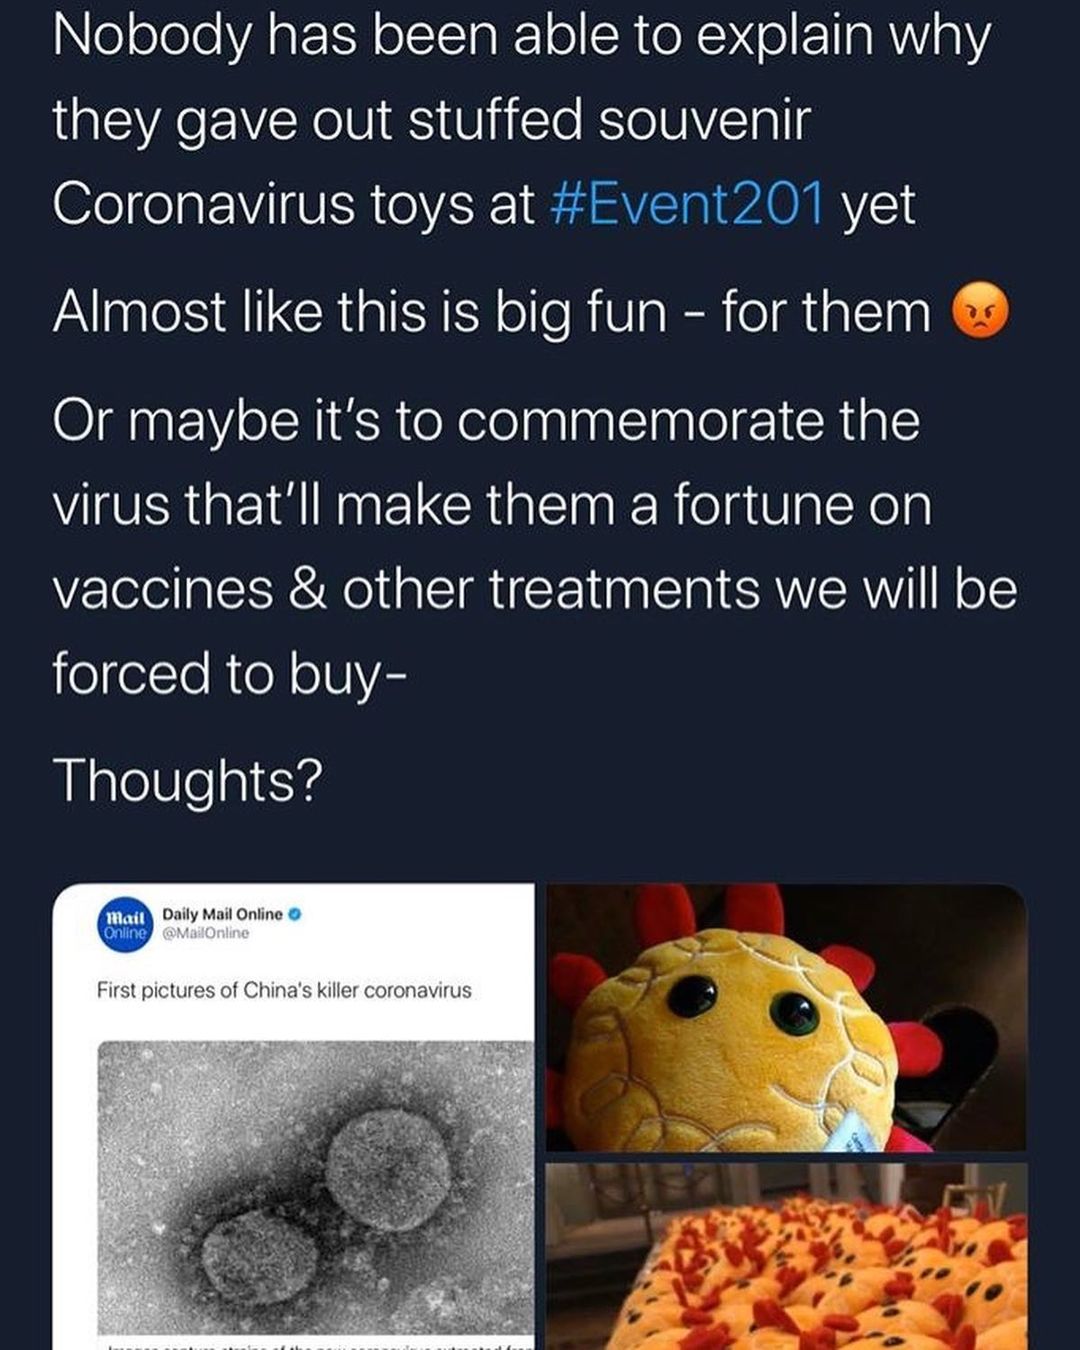 Nobody has been able to explain why
they gave out stuffed souvenir
Coronavirus toys at #Event201 yet
Almost like this is big fun - for them 😡
Or maybe it's to commemorate the
virus that'll make them a fortune on
vaccines & other treatments we will be
forced to buy-
Thoughts?
Mail
Online
Daily Mail Online
@MailOnline
First pictures of China's killer coronavirus